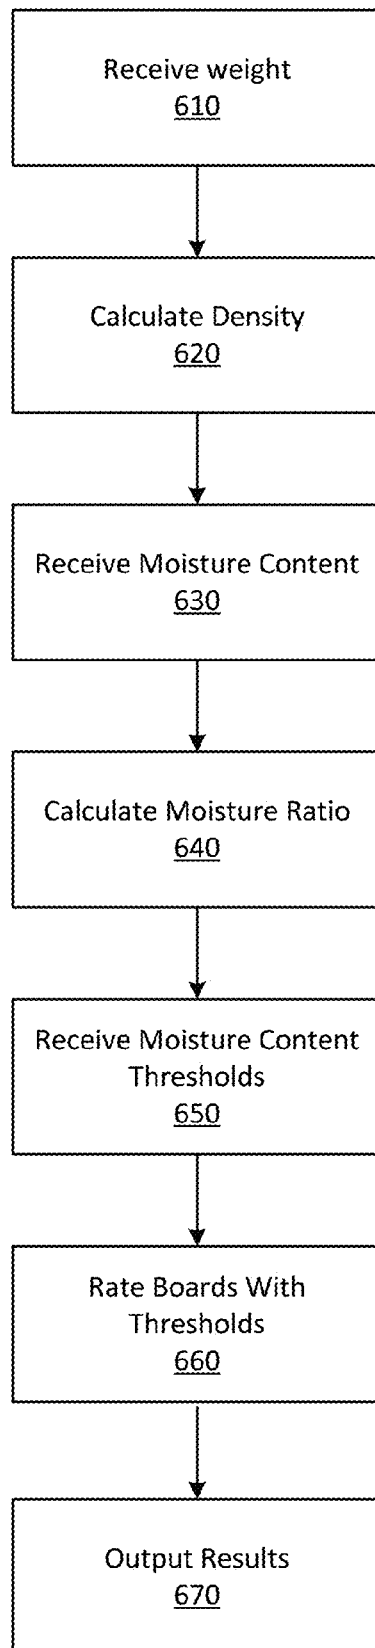 Receive weight
610
Calculate Density
620
Receive Moisture Content
630
Calculate Moisture Ratio
640
Receive Moisture Content
Thresholds
650
Rate Boards With
Thresholds
660
Output Results
670